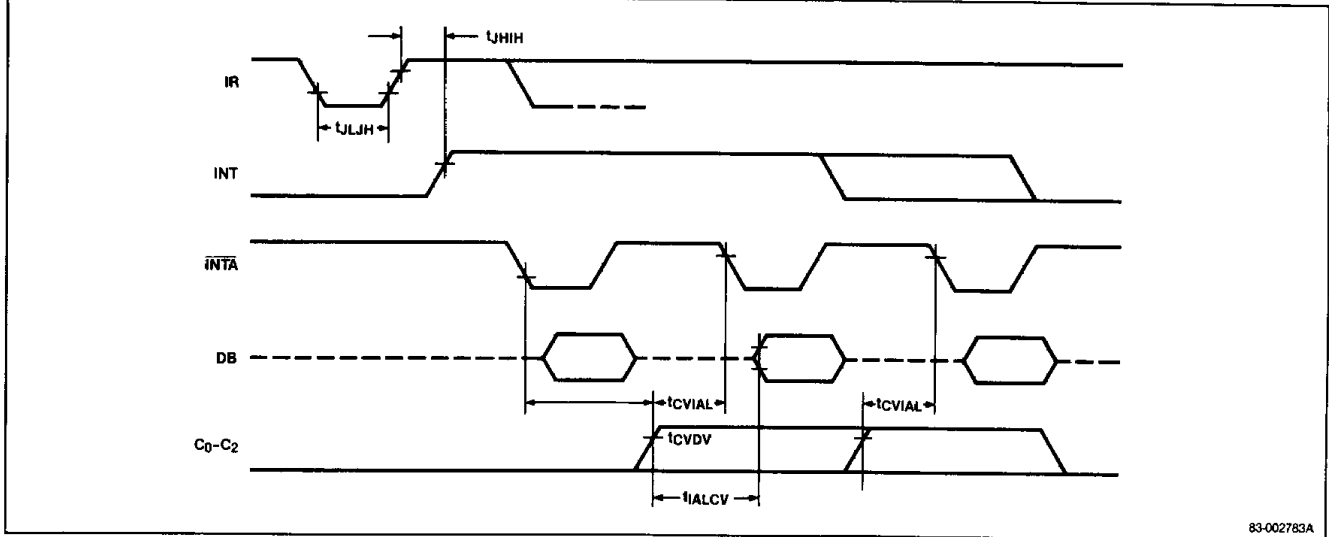 tJHIH
IR
tJLJH
INT
INTA
DB
tCVIAL
tCVIAL
C0-C2
tCVDV
tIALCV
83-002783A